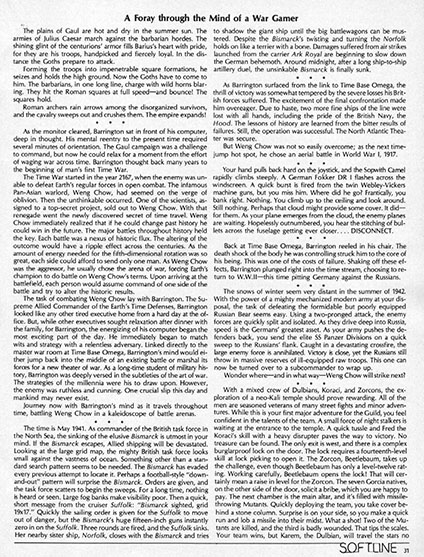 A Foray through the Mind of a War Gamer
The plains of Gaul are hot and dry in the summer sun. The
armies of Julius Caesar march against the barbarian hordes. The
shining glint of the centurions' armor fills Barius's heart with pride,
for they are his troops, handpicked and fiercely loyal. In the dis-
tance the Goths prepare to attack.
Forming the troops into impenetrable square formations, he
seizes and holds the high ground. Now the Goths have to come to
him. The barbarians, in one long line, charge with wild horns blar-
ing. They hit the Roman squares at full speed—and bounce! The
squares hold.
Roman archers rain arrows among the disorganized survivors,
and the cavalry sweeps out and crushes them. The empire expands!
As the monitor cleared, Barrington sat in front of his computer,
deep in thought. His mental reentry to the present time required
several minutes of orientation. The Gaul campaign was a challenge
to command, but now he could relax for a moment from the effort
of waging war across time. Barrington thought back many years to
the beginning of man's first Time War.
The Time War started in the year 2167, when the enemy was un-
able to defeat Earth's regular forces in open combat. The infamous
Pan-Asian warlord, Weng Chow, had seemed on the verge of
oblivion. Then the unthinkable occurred. One of the scientists, as-
signed to a top-secret project, sold out to Weng Chow. With that
renegade went the newly discovered secret of time travel. Weng
Chow immediately realized that if he could change past history he
could win in the future. The major battles throughout history held
the key. Each battle was a nexus of historic flux. The altering of the
outcome would have a ripple effect across the centuries. As the
amount of energy needed for the fifth-dimensional rotation was so
great, each side could afford to send only one man. As Weng Chow
was the aggressor, he usually chose the arena of war, forcing Earth's
champion to do battle on Weng Chow's terms. Upon arriving at the
battlefield, each person would assume command of one side of the
battle and try to alter the historic results.
The task of combating Weng Chow lay with Barrington. The Su-
preme Allied Commander of the Earth's Time Defenses, Barrington
looked like any other tired executive home from a hard day at the of-
fice. But, while other executives sought relaxation after dinner with
the family, for Barrington, the energizing of his computer began the
most exciting part of the day. He immediately began to match
wits and strategy with a relentless adversary. Linked directly to the
master war room at Time Base Omega, Barrington's mind would ei-
ther jump back into the middle of an existing battle or marshal its
forces for a new theater of war. As a long-time student of military his-
tory, Barrington was deeply versed in the subtleties of the art of war.
The strategies of the millennia were his to draw upon. However,
the enemy was ruthless and cunning. One crucial slip this day and
mankind may never exist.
Journey now with Barrington's mind as it travels throughout
time, battling Weng Chow in a kaleidoscope of battle arenas.
The time is May 1941. As commander of the British task force in
the North Sea, the sinking of the elusive Bismarck is utmost in your
mind. If the Bismarck escapes, Allied shipping will be devastated.
Looking at the large grid map, the mighty British task force looks
small against the vastness of ocean. Something other than a stan-
dard search pattern seems to be needed. The Bismarck has evaded
every previous attempt to locate it. Perhaps a football-style "down-
and-out" pattern will surprise the Bismarck. Orders are given, and
the task force scatters to begin the sweeps. For a long time, nothing
is heard or seen. Large fog banks make visibility poor. Then a quick,
short message from the cruiser Suffolk: "Bismarck sighted, grid
19x17." Quickly the sailing order is given for the Suffolk to move
out of danger, but the Bismarck's huge fifteen-inch guns instantly
zero in on the Suffolk. Three rounds are fired, and the Suffolk sinks.
Her nearby sister ship, Norfolk, closes with the Bismarck and tries
to shadow the giant ship until the big battlewagons can be mus-
tered. Despite the Bismarck's twisting and turning the Norfolk
holds on like a terrier with a bone. Damages suffered from air strikes
launched from the carrier Ark Royal are beginning to slow down
the German behemoth. Around midnight, after a long ship-to-ship
artillery duel, the unsinkable Bismarck is finally sunk.
As Barrington surfaced from the link to Time Base Omega, the
thrill of victory was somewhat tempered by the severe losses his Brit-
ish forces suffered. The excitement of the final confrontation made
him overeager. Due to haste, two more fine ships of the line were
lost with all hands, including the pride of the British Navy, the
Hood. The lessons of history are learned from the bitter results of
failures. Still, the operation was successful. The North Atlantic Thea-
ter was secure.
But Weng Chow was not so easily overcome; as the next time-
jump hot spot, he chose an aerial battle in World War I, 1917.
Your hand pulls back hard on the joystick, and the Sopwith Camel
rapidly climbs steeply. A German Fokker DR I flashes across the
windscreen. A quick burst is fired from the twin Vickers
machine guns, but you miss him. Where did he go! Frantically, you
bank right. Nothing. You climb up to the ceiling and look around.
Still nothing. Perhaps that cloud might provide some cover. It did—
for them. As your plane emerges from the cloud, the enemy planes
are waiting. Hopelessly outnumbered, you hear the stitching of bul-
lets across the fuselage getting ever closer. . . . DISCONNECT.
Back at Time Base Omega, Barrington reeled in his chair. The
death shock of the body he was controlling struck him to the core of
his being. This was one of the costs of failure. Shaking off these ef-
fects, Barrington plunged right into the time stream, choosing to re-
turn to W.W.II—this time pitting Germany against the Russians.
The snows of winter seem very distant in the summer of 1942.
With the power of a mighty mechanized modern army at your dis-
posal, the task of defeating the formidable but poorly equipped
Russian Bear seems easy. Using a two-pronged attack, the enemy
forces are quickly split and isolated. As they drive deep into Russia,
speed is the Germans' greatest asset. As your army pushes the de-
fenders back, you send the elite SS Panzer Divisions on a quick
sweep to the Russians' flank. Caught in a devastating crossfire, the
large enemy force is annihilated. Victory is close, yet the Russians still
throw in massive reserves of ill-equipped raw troops. This one can
now be turned over to a subcommander to wrap up.
Wonder where—and in what way—Weng Chow will strike next?
With a mixed crew of Dulbians, Koraci, and Zorcons, the explora-
tion of a neo-Kali temple should prove rewarding. All of the
men are seasoned veterans of many street fights and minor adven-
tures. While this is your first major adventure for the Guild, you feel
confident in the talents of the team. A small force of night stalkers is
waiting at the entrance to the temple. A quick tussle and fred the
Koraci's skill with a heavy disrupter paves the way to victory. No
treasure can be found. The only exit is west, and there is a complex
burglarproof lock on the door. The lock requires a fourteenth-level
skill at lock picking to open it. The Zorcon, Beetlebaum, takes up
the challenge, even though Beetlebaum has only a twelve-level rat-
ing. Working carefully, Beetlebaum opens the lock! That will cer-
tainly mean a raise in level for the Zorcon. The seven Gorcia natives,
on the other side of the door, solicit a bribe, which you are happy to
pay. The next chamber is the main altar, and it's filled with missile-
throwing Mutants. Quickly deploying the team, you take cover be-
hind a stone column. Surprise is on your side, so you make a quick
run and lob a missile into their midst. What a shot! Two of the Mu-
tants are killed, and the third is badly wounded. That tips the scales.
Your team wins, but will they be able to do so as they travel the stars no
SOFTLINE 31